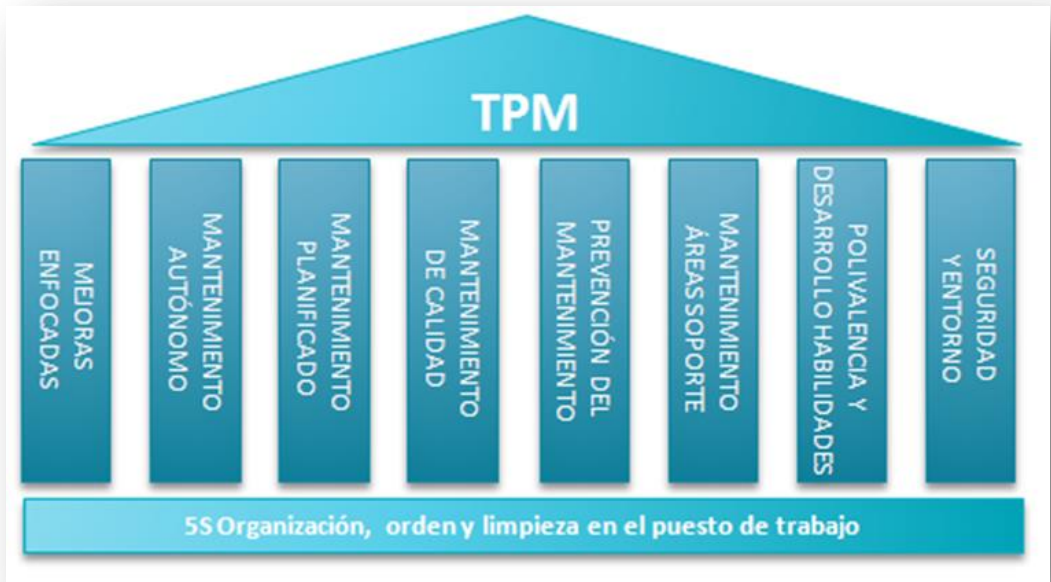 TPM
MEJORAS
ENFOCADAS
MANTENIMIENTO
AUTÓNOMO
MANTENIMIENTO
PLANIFICADO
MANTENIMIENTO
DE CALIDAD
PREVENCIÓN DEL
MANTENIMIENTO
MANTENIMIENTO
ÁREAS SOPORTE
POLIVALENCIA Y
DESARROLLO HABILIDADES
SEGURIDAD
Y ENTORNO
5S Organización, orden y limpieza en el puesto de trabajo